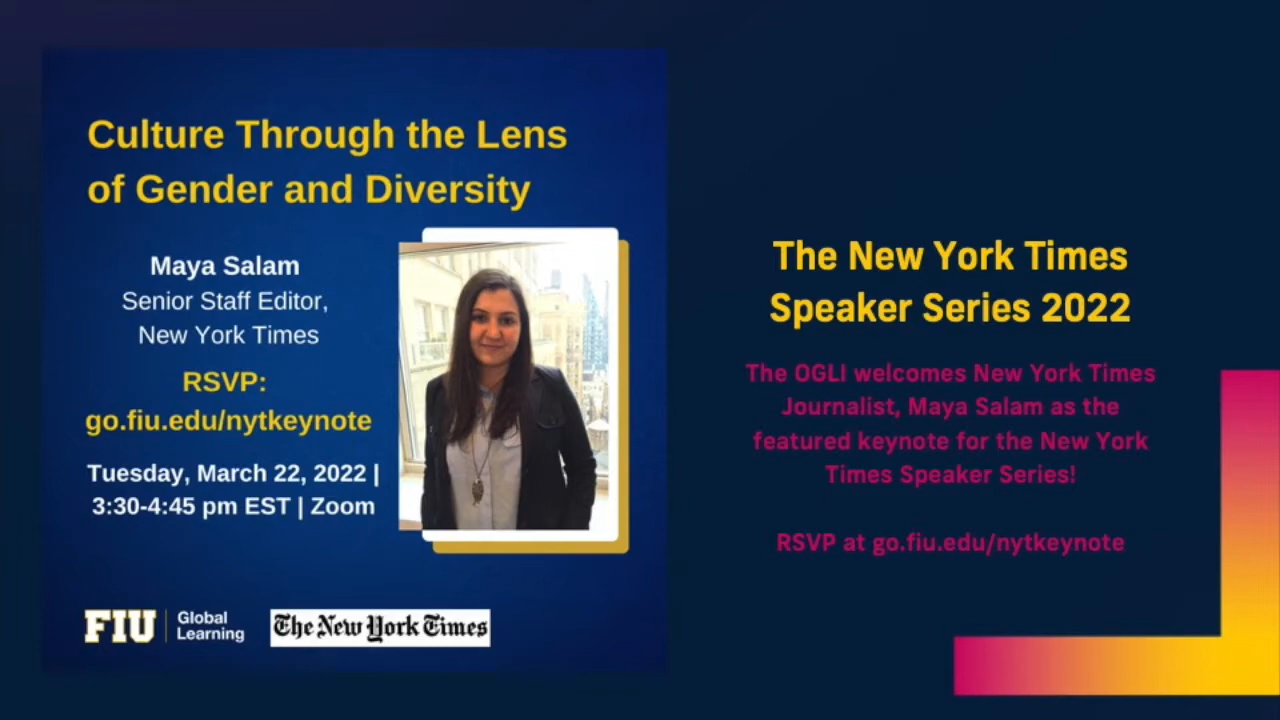 Culture Through the Lens
of Gender and Diversity
Maya Salam
Senior Staff Editor,
New York Times
RSVP:
go.fiu.edu/nytkeynote
Tuesday, March 22, 2022 |
3:30-4:45 pm EST | Zoom
FIU | Global
Learning
The New York Times
The New York Times
Speaker Series 2022
The OGLI welcomes New York Times
Journalist, Maya Salam as the
featured keynote for the New York
Times Speaker Series!
RSVP at go.fiu.edu/nytkeynote